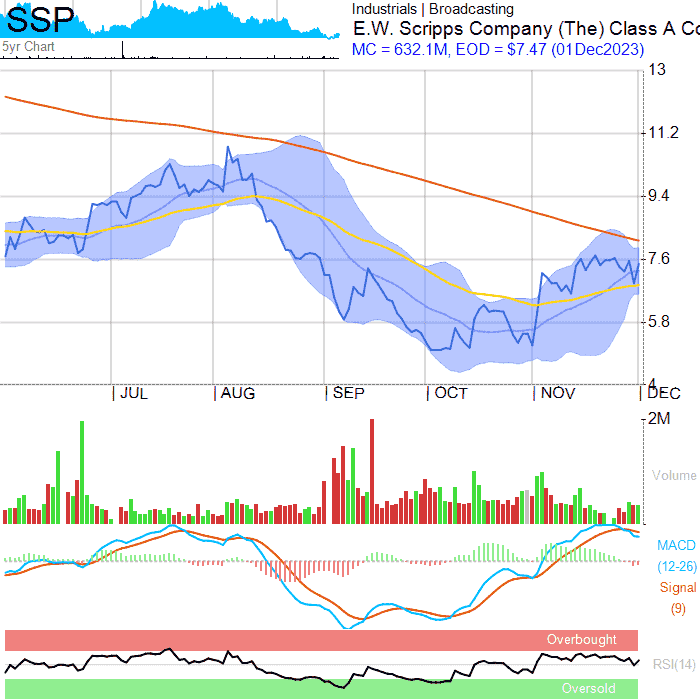 SSP
Industrials | Broadcasting
E.W. Scripps Company (The) Class A Co
MC = 632.1M, EOD = $7.47 (01Dec2023)
5yr Chart
13
11.2
9.4
7.6
5.8
4
JUL AUG SEP OCT NOV DEC
2M
Volume
MACD
(12-26)
Signal
(9)
Overbought
RSI(14)
Oversold